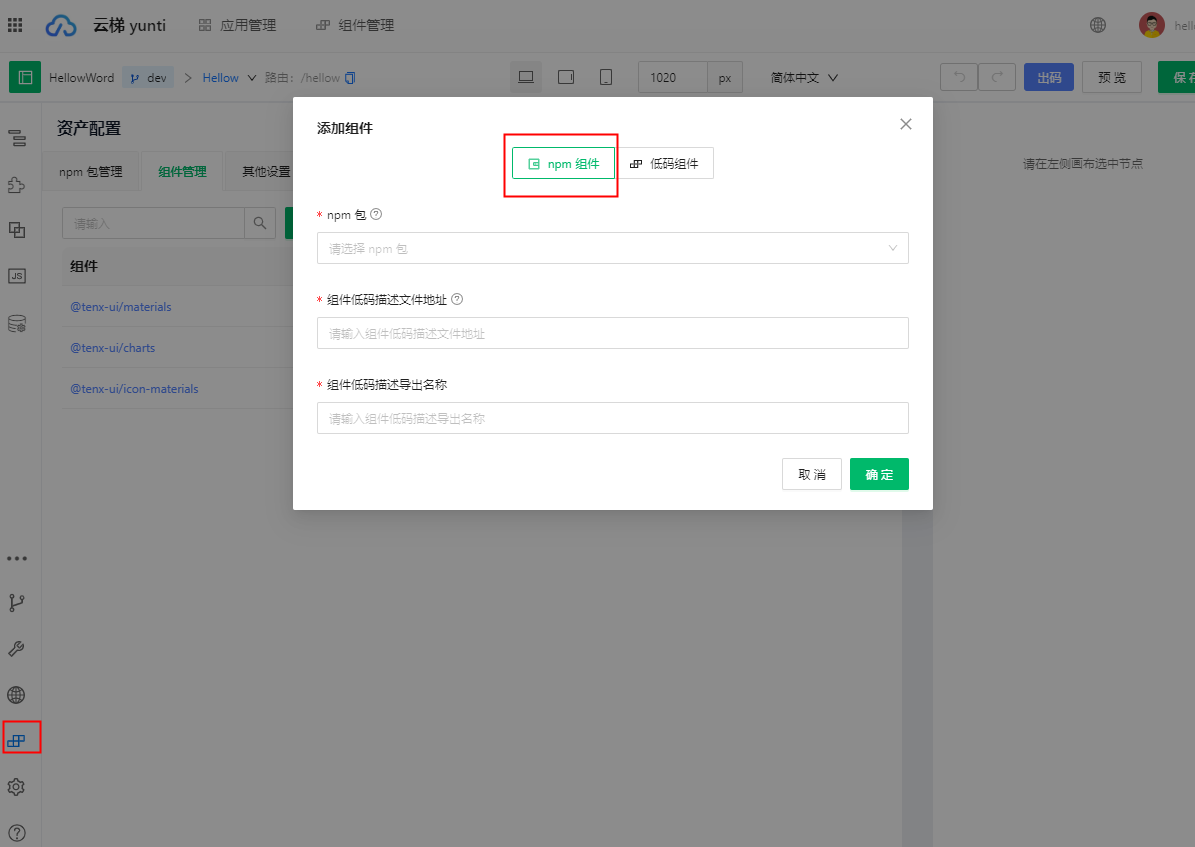 云梯 yunti
应用管理
组件管理
HellowWord
dev
Hellow
路由: /hellow
1020
px
简体中文
出码
预 览
资产配置
npm 包管理
组件管理
其他设置
请输入
组件
@tenx-ui/materials
@tenx-ui/charts
@tenx-ui/icon-materials
JS
添加组件
npm 组件
低码组件
* npm 包
请选择 npm 包
* 组件低码描述文件地址
请输入组件低码描述文件地址
* 组件低码描述导出名称
请输入组件低码描述导出名称
取 消
确 定
请在左侧画布选中节点